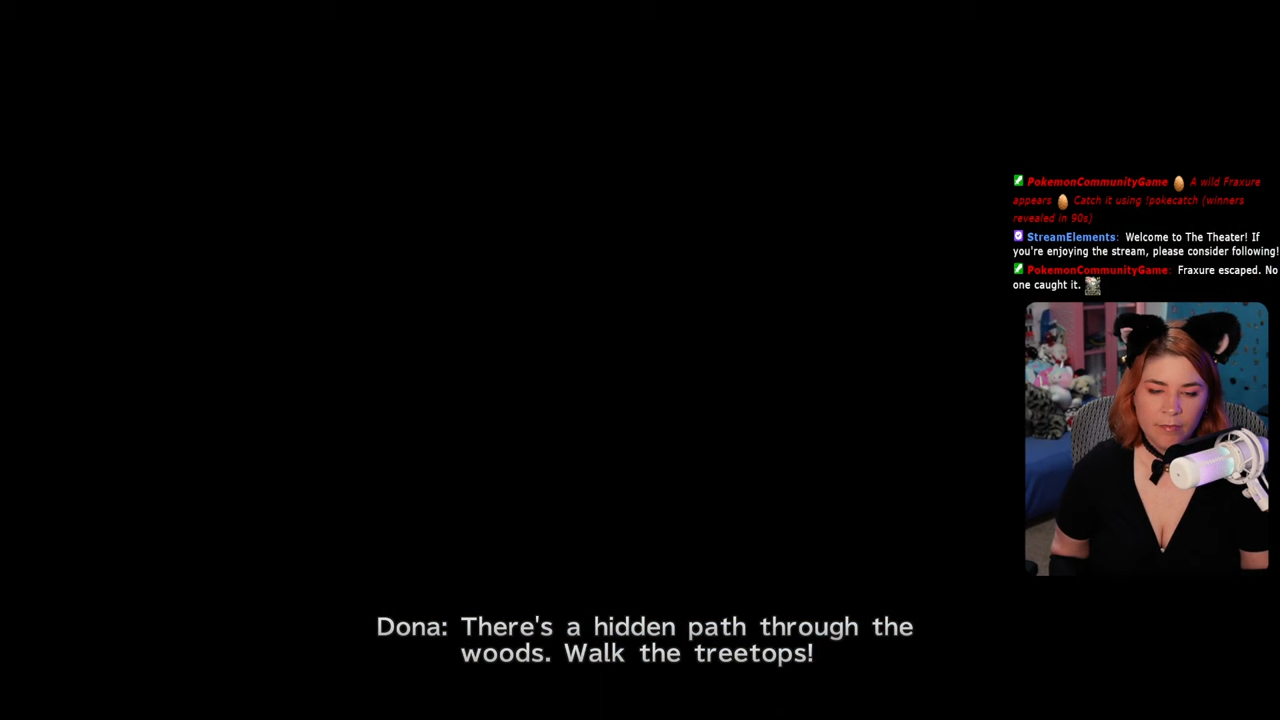 PokemonCommunityGame A wild Fraxure
appears Catch it using !pokecatch (winners
revealed in 90s)
StreamElements: Welcome to The Theater! If
you're enjoying the stream, please consider following!
PokemonCommunityGame: Fraxure escaped. No
one caught it.
Dona: There's a hidden path through the
woods. Walk the treetops!